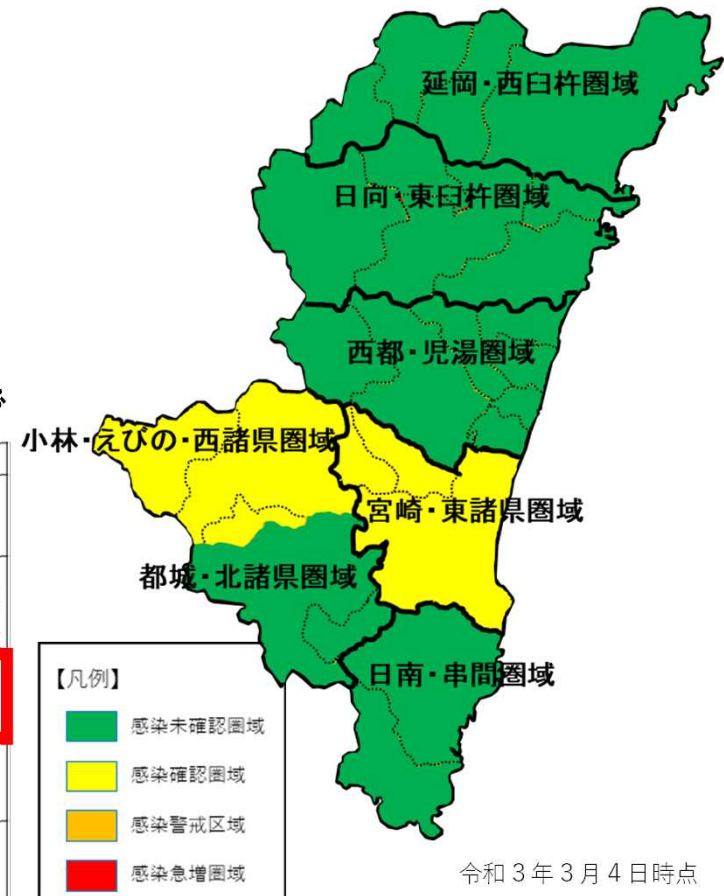 延岡・西臼杵圏域
日向・東臼杵圏域
西都・児湯圏域
小林・えびの・西諸県圏域
宮崎・東諸県圏域
都城・北諸県圏域
日南・串間圏域
【凡例】
感染未確認圏域
感染確認圏域
感染警戒区域
感染急増圏域
令和３年３月４日時点